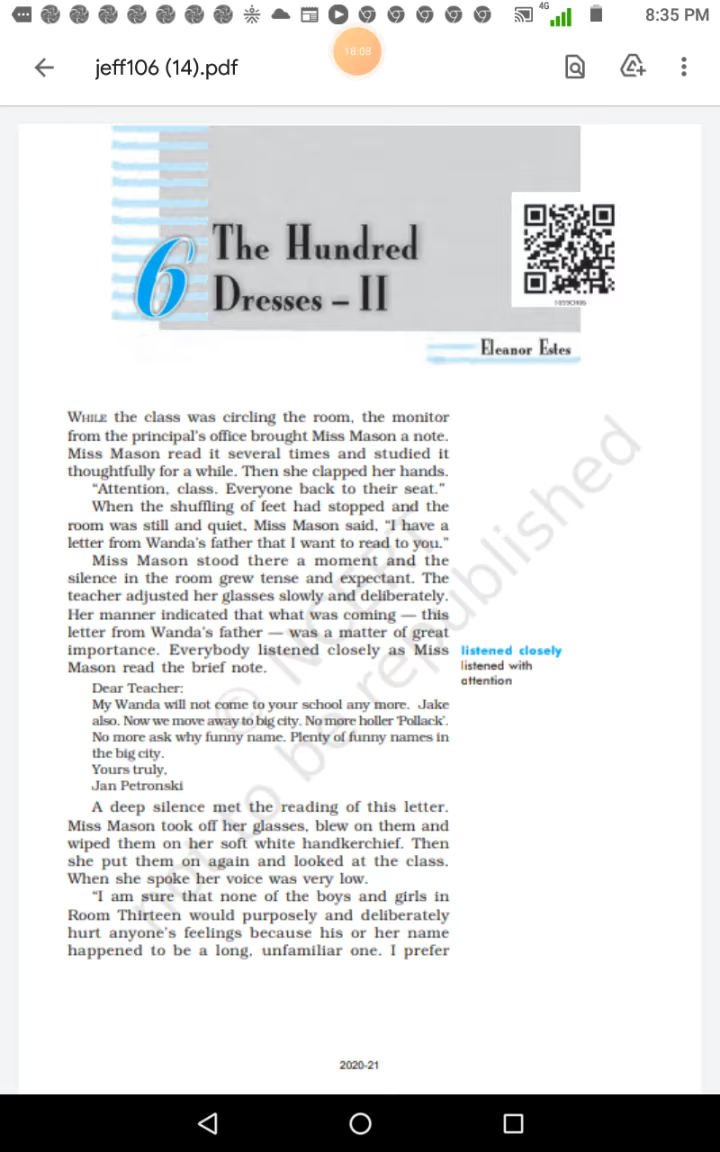 4G
8:35 PM
jeff106 (14).pdf
18:08
6
The Hundred
Dresses – II
1059CH06
Eleanor Estes
WHILE the class was circling the room, the monitor
from the principal's office brought Miss Mason a note.
Miss Mason read it several times and studied it
thoughtfully for a while. Then she clapped her hands.
“Attention, class. Everyone back to their seat.”
When the shuffling of feet had stopped and the
room was still and quiet, Miss Mason said, “I have a
letter from Wanda's father that I want to read to you.”
Miss Mason stood there a moment and the
silence in the room grew tense and expectant. The
teacher adjusted her glasses slowly and deliberately.
Her manner indicated that what was coming — this
letter from Wanda's father — was a matter of great
importance. Everybody listened closely as Miss
Mason read the brief note.
listened closely
listened with
attention
Dear Teacher:
My Wanda will not come to your school any more. Jake
also. Now we move away to big city. No more holler ‘Pollack’.
No more ask why funny name. Plenty of funny names in
the big city.
Yours truly,
Jan Petronski
A deep silence met the reading of this letter.
Miss Mason took off her glasses, blew on them and
wiped them on her soft white handkerchief. Then
she put them on again and looked at the class.
When she spoke her voice was very low.
“I am sure that none of the boys and girls in
Room Thirteen would purposely and deliberately
hurt anyone's feelings because his or her name
happened to be a long, unfamiliar one. I prefer
© NCERT
not to be republished
2020-21